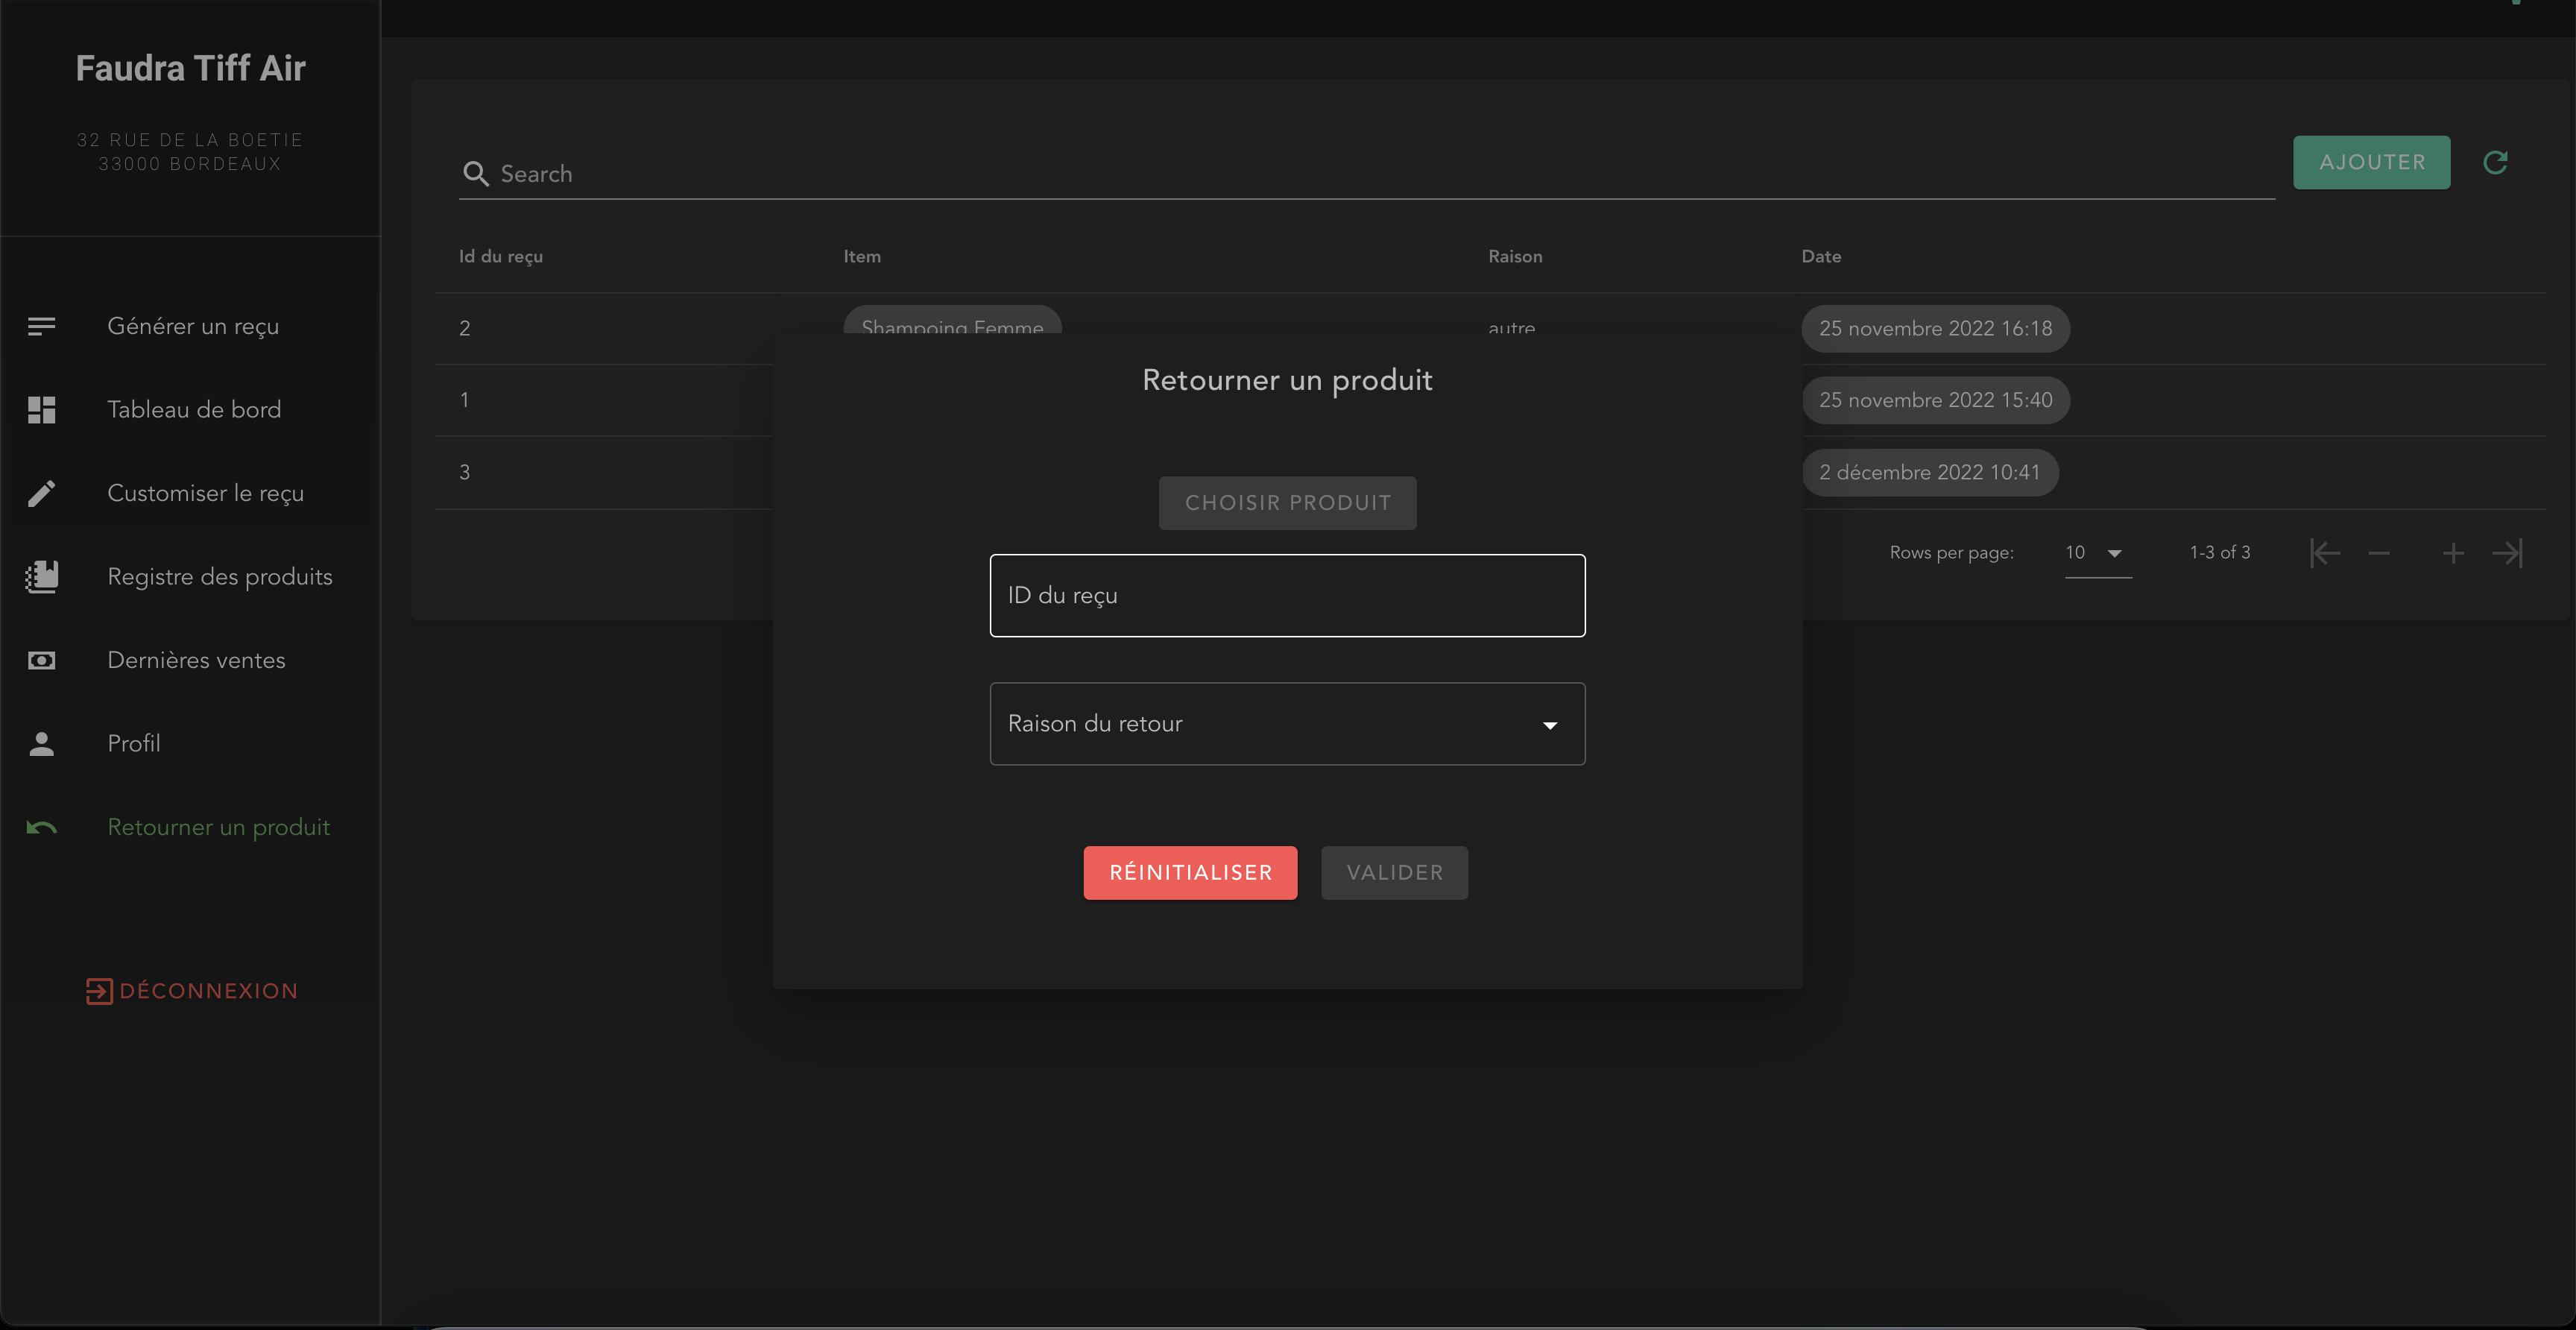 Faudra Tiff Air
32 RUE DE LA BOETIE
33000 BORDEAUX
Générer un reçu
Tableau de bord
Customiser le reçu
Registre des produits
Dernières ventes
Profil
Retourner un produit
DÉCONNEXION
Search
AJOUTER
Id du reçu Item Raison Date
2 Shampoing Femme autre 25 novembre 2022 16:18
1 25 novembre 2022 15:40
3 2 décembre 2022 10:41
Rows per page: 10 1-3 of 3
Retourner un produit
CHOISIR PRODUIT
ID du reçu
Raison du retour
RÉINITIALISER VALIDER